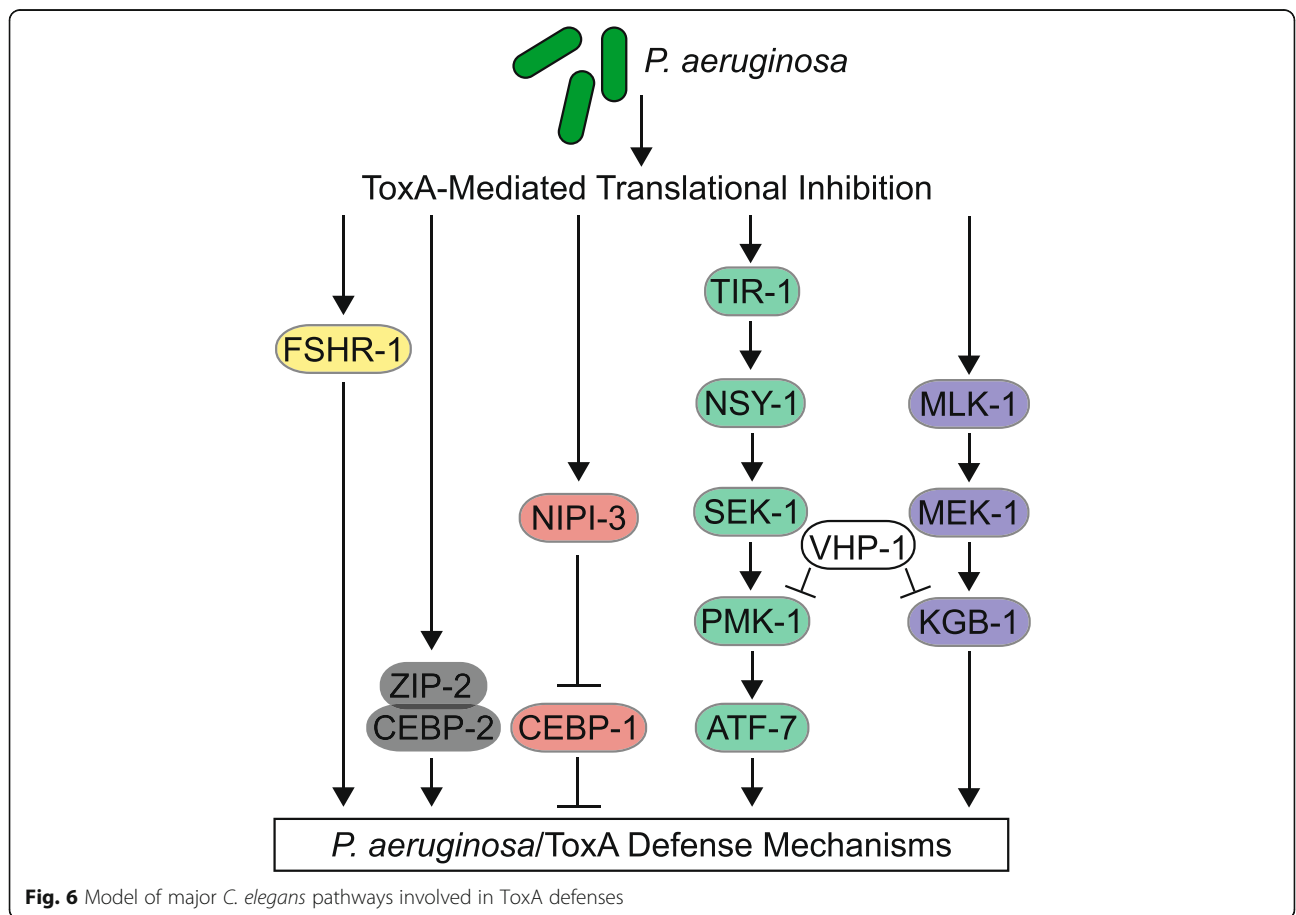 P. aeruginosa
ToxA-Mediated Translational Inhibition
TIR-1
FSHR-1
NSY-1
MLK-1
NIPI-3
SEK-1
MEK-1
VHP-1
PMK-1
KGB-1
ZIP-2
CEBP-2
CEBP-1
ATF-7
P. aeruginosa/ToxA Defense Mechanisms
Fig. 6 Model of major C. elegans pathways involved in ToxA defenses